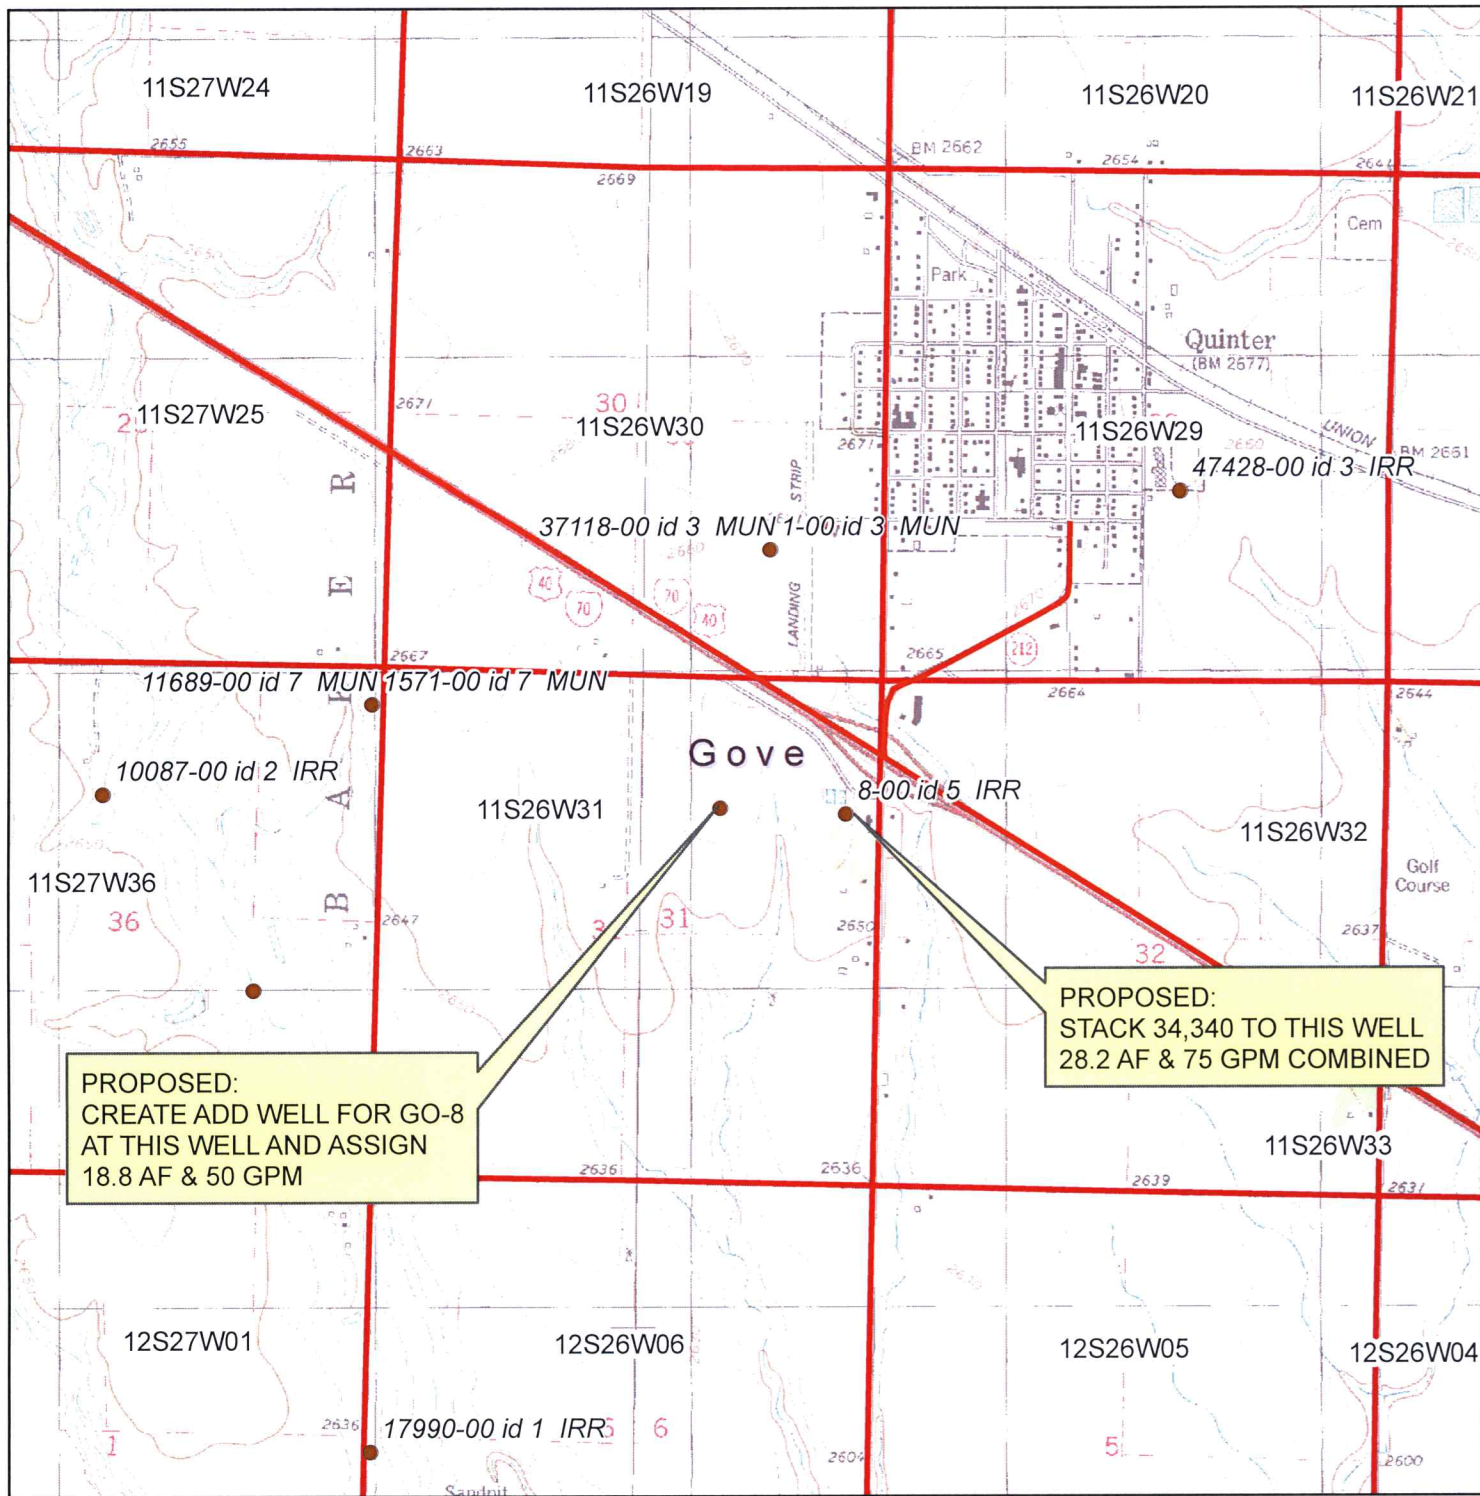 11S27W24
11S26W19
11S26W20
11S26W21
2655
2663
2669
BM 2662
2654
2641
Cem
2650
Park
Quinter
(BM 2677)
2670
11S27W25
2671
30
11S26W30
2671
11S26W29
2660
UNION
BM 2661
47428-00 id 3 IRR
LANDING STRIP
37118-00 id 3 MUN 1-00 id 3 MUN
2680
40
70
70
40
2670
212
2667
2665
2664
2644
11689-00 id 7 MUN 1571-00 id 7 MUN
Gove
10087-00 id 2 IRR
8-00 id 5 IRR
11S26W31
11S26W32
BAKER
11S27W36
36
2647
31
2650
32
2637
Golf
Course
PROPOSED:
STACK 34,340 TO THIS WELL
28.2 AF & 75 GPM COMBINED
PROPOSED:
CREATE ADD WELL FOR GO-8
AT THIS WELL AND ASSIGN
18.8 AF & 50 GPM
11S26W33
2636
2636
2639
2631
12S27W01
12S26W06
12S26W05
12S26W04
2636
17990-00 id 1 IRR
6
1
5
2604
2600
Sandpit